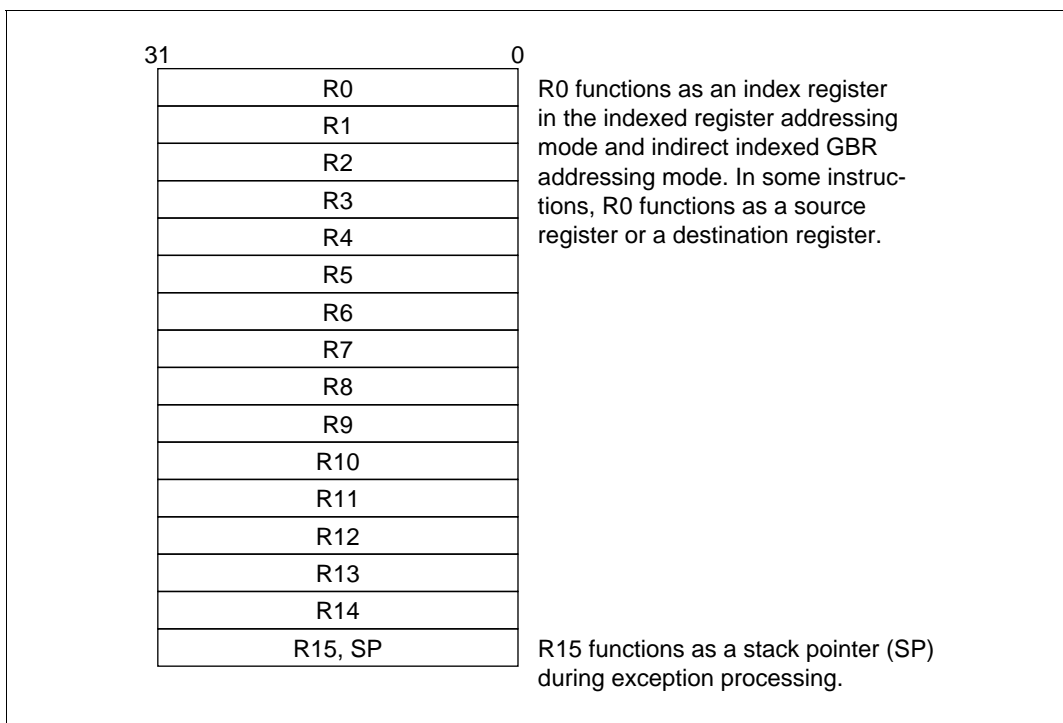 31 0
R0
R1
R2
R3
R4
R5
R6
R7
R8
R9
R10
R11
R12
R13
R14
R15, SP
R0 functions as an index register
in the indexed register addressing
mode and indirect indexed GBR
addressing mode. In some instruc-
tions, R0 functions as a source
register or a destination register.
R15 functions as a stack pointer (SP)
during exception processing.